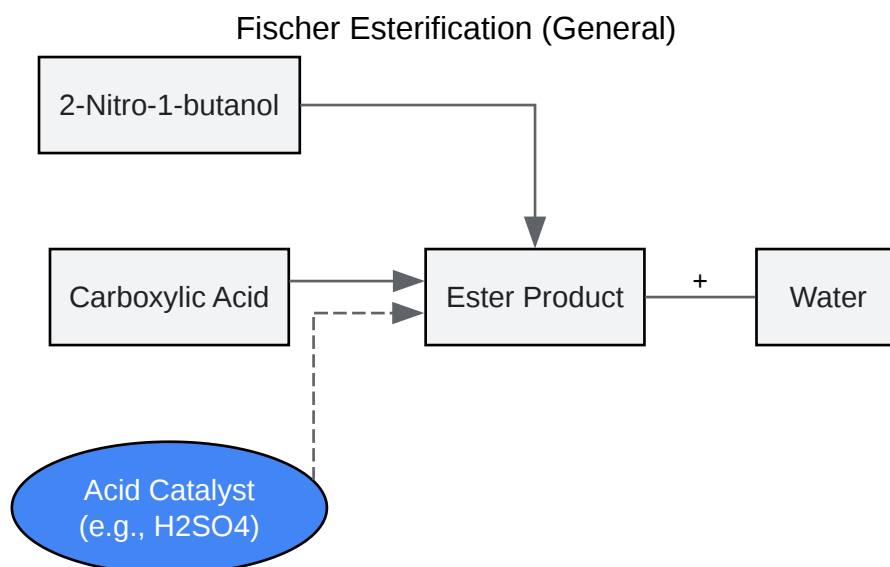 Fischer Esterification (General)
2-Nitro-1-butanol
Carboxylic Acid
Ester Product
+
Water
Acid Catalyst
(e.g., H2SO4)